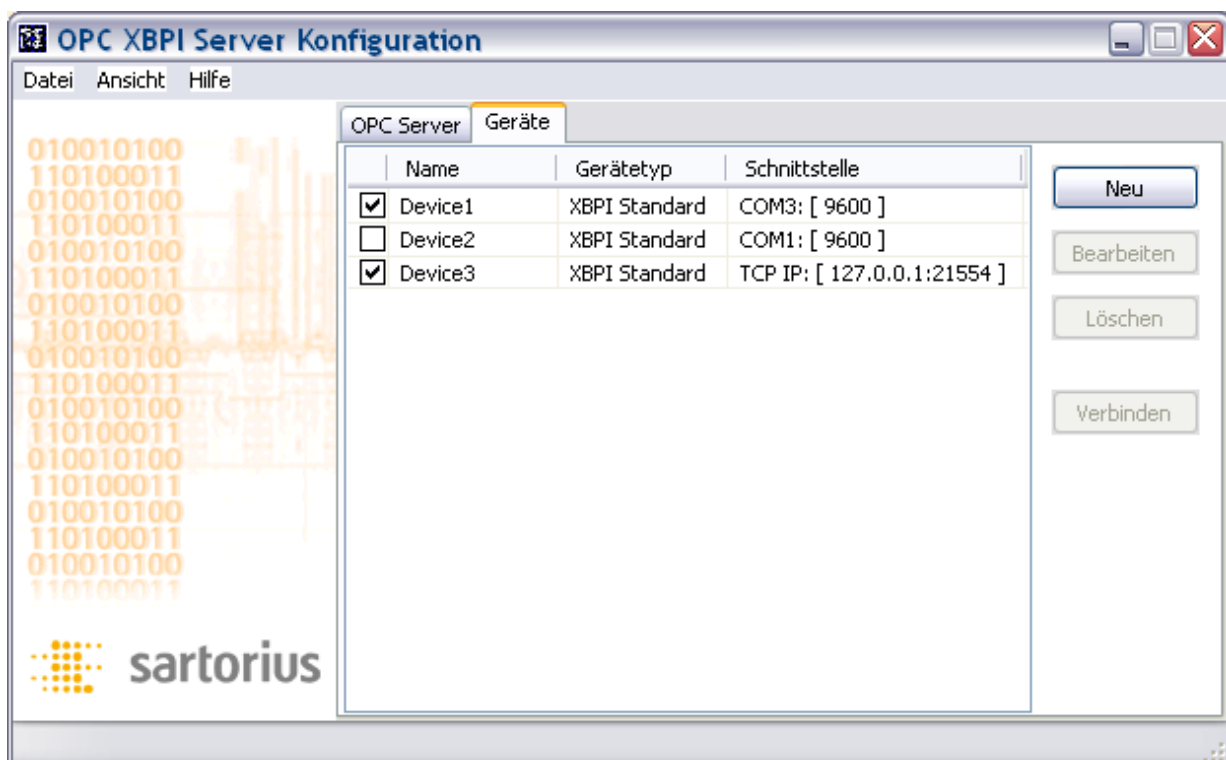 OPC XBPI Server Konfiguration
Datei Ansicht Hilfe
OPC Server Geräte
Name Gerätetyp Schnittstelle
Device1 XBPI Standard COM3: [ 9600 ]
Device2 XBPI Standard COM1: [ 9600 ]
Device3 XBPI Standard TCP IP: [ 127.0.0.1:21554 ]
Neu
Bearbeiten
Löschen
Verbinden
010010100
110100011
010010100
110100011
010010100
110100011
010010100
110100011
010010100
110100011
010010100
110100011
010010100
110100011
010010100
110100011
010010100
110100011
sartorius